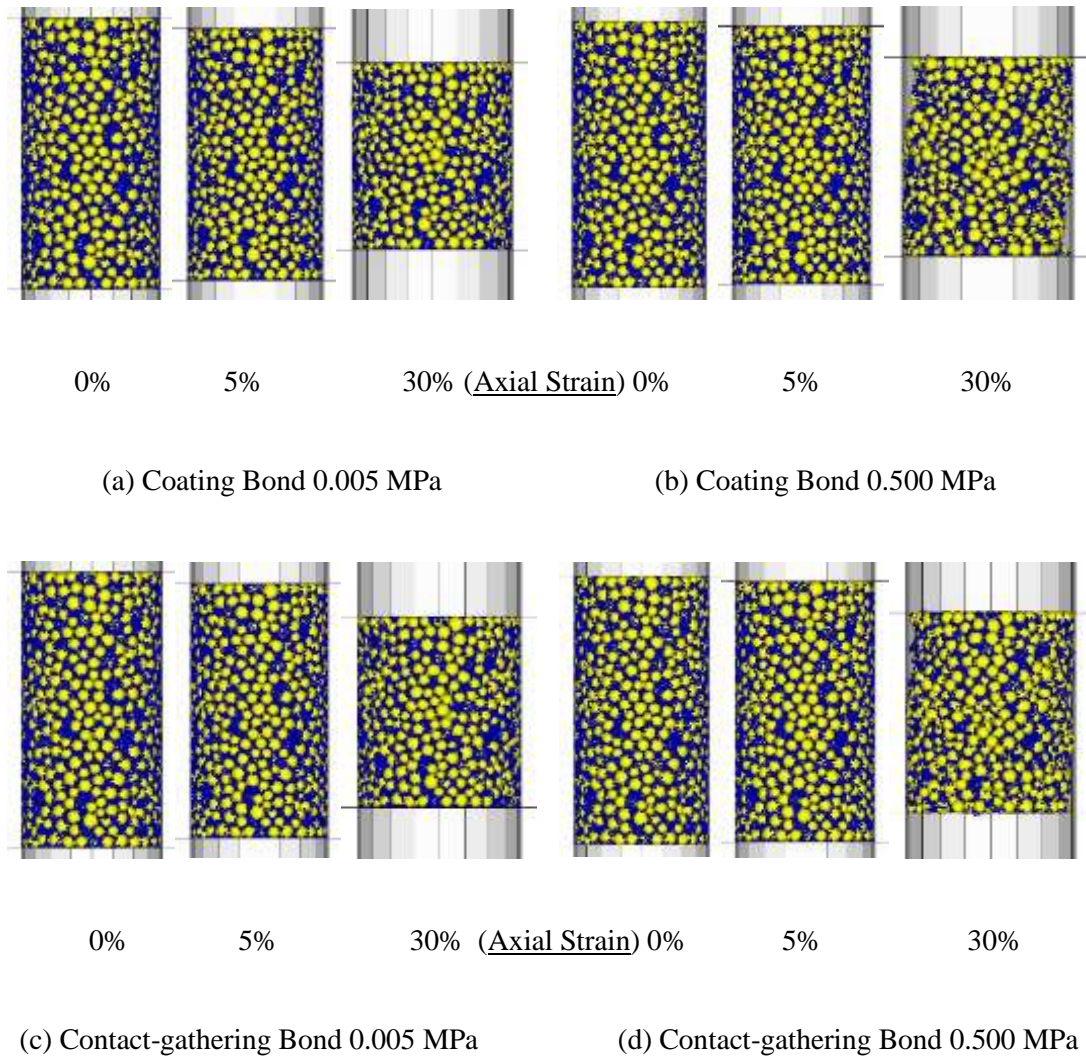 0% 5% 30% (Axial Strain) 0% 5% 30%
(a) Coating Bond 0.005 MPa (b) Coating Bond 0.500 MPa
0% 5% 30% (Axial Strain) 0% 5% 30%
(c) Contact-gathering Bond 0.005 MPa (d) Contact-gathering Bond 0.500 MPa